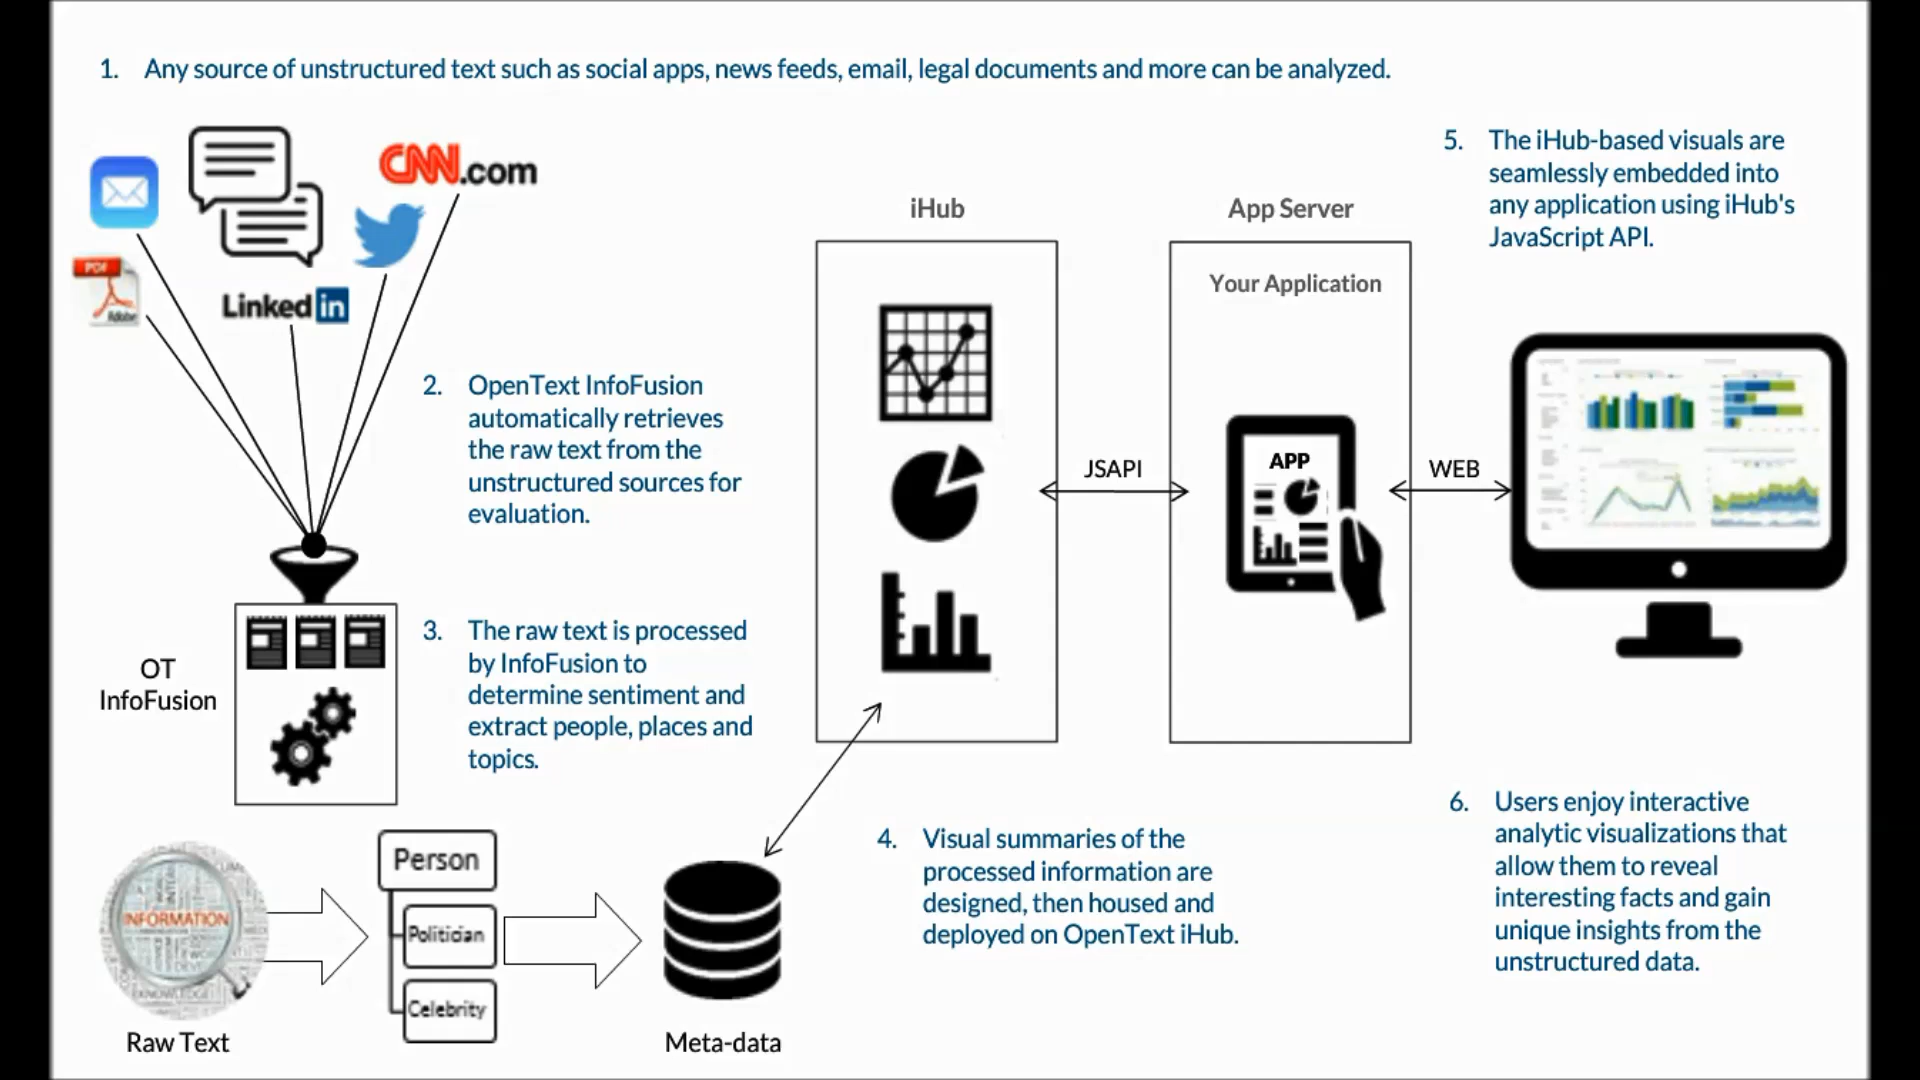 1. Any source of unstructured text such as social apps, news feeds, email, legal documents and more can be analyzed.
CNN.com
PDF
Adobe
Linked in
2. OpenText InfoFusion
automatically retrieves
the raw text from the
unstructured sources for
evaluation.
OT
InfoFusion
3. The raw text is processed
by InfoFusion to
determine sentiment and
extract people, places and
topics.
INFORMATION
KNOWLEDGE
Raw Text
Person
Politician
Celebrity
Meta-data
iHub
JSAPI
App Server
Your Application
APP
WEB
4. Visual summaries of the
processed information are
designed, then housed and
deployed on OpenText iHub.
5. The iHub-based visuals are
seamlessly embedded into
any application using iHub's
JavaScript API.
6. Users enjoy interactive
analytic visualizations that
allow them to reveal
interesting facts and gain
unique insights from the
unstructured data.